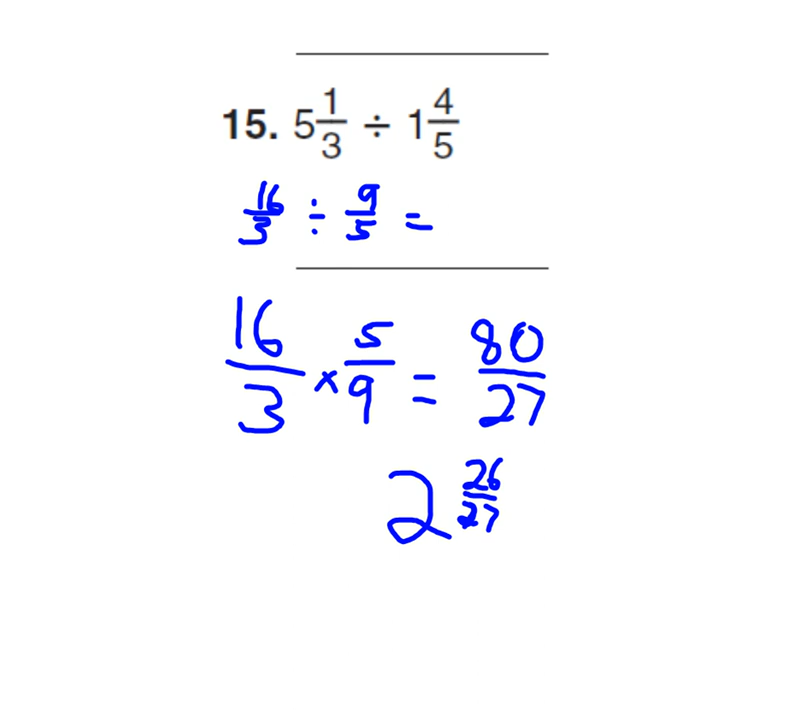 15. 5 1/3 ÷ 1 4/5
16/3 ÷ 9/5 =
16/3 × 5/9 = 80/27
2 26/27